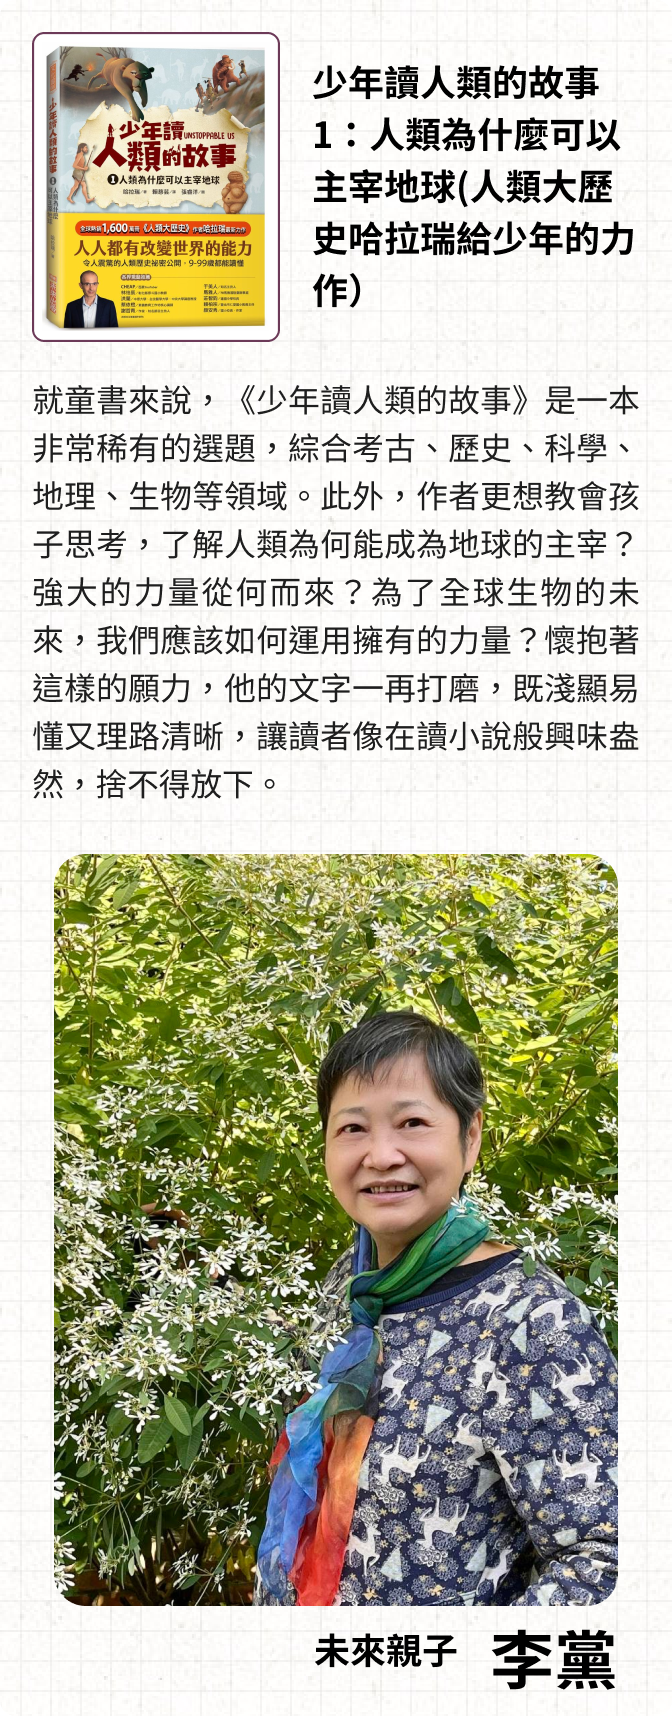 少年讀 UNSTOPPABLE US
人類的故事
1 人類為什麼可以主宰地球
全球熱銷1,600萬冊《人類大歷史》作者哈拉瑞最新力作
人人都有改變世界的能力
令人震驚的人類歷史祕密公開，9-99歲都能讀懂
少年讀人類的故事
1：人類為什麼可以
主宰地球(人類大歷
史哈拉瑞給少年的力
作）
就童書來說，《少年讀人類的故事》是一本
非常稀有的選題，綜合考古、歷史、科學、
地理、生物等領域。此外，作者更想教會孩
子思考，了解人類為何能成為地球的主宰？
強大的力量從何而來？為了全球生物的未
來，我們應該如何運用擁有的力量？懷抱著
這樣的願力，他的文字一再打磨，既淺顯易
懂又理路清晰，讓讀者像在讀小說般興味盎
然，捨不得放下。
未來親子 李黨